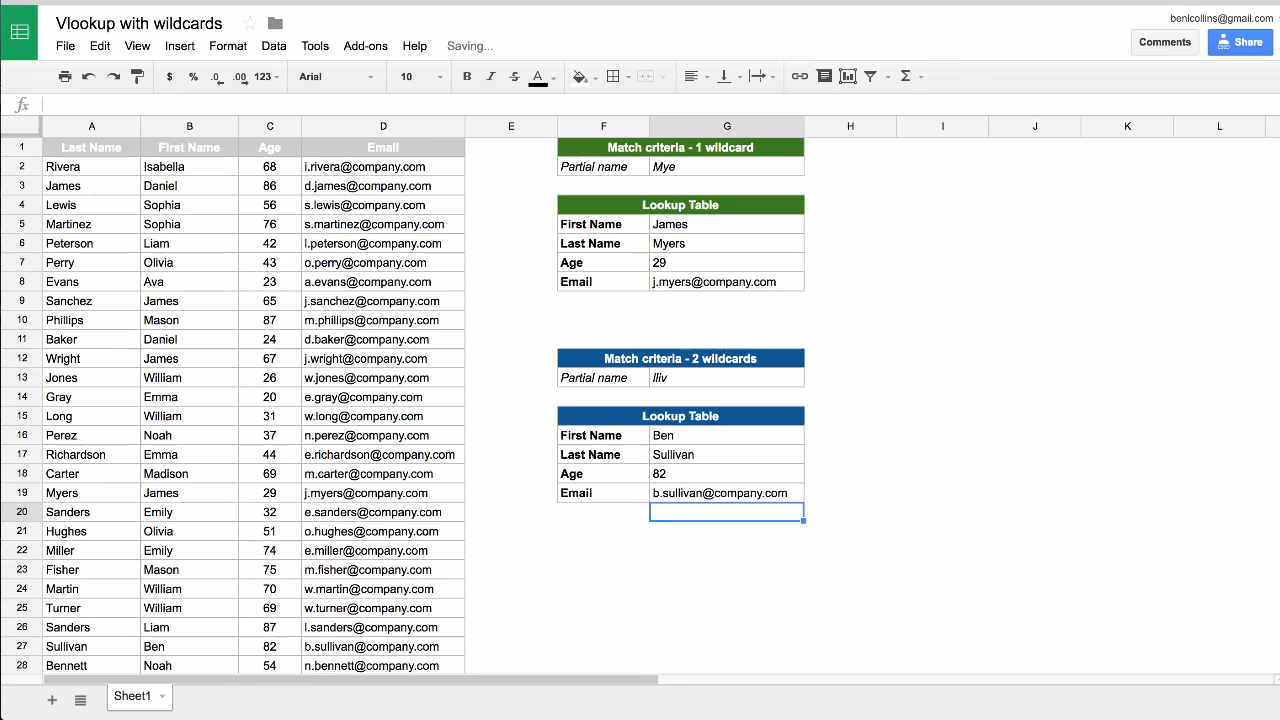 Vlookup with wildcards
benlcollins@gmail.com
File Edit View Insert Format Data Tools Add-ons Help Saving...
Comments Share
$ % .0 .00 123 Arial 10 B I S A Σ
fx
A B C D E F G H I J K L
1 Last Name First Name Age Email Match criteria - 1 wildcard
2 Rivera Isabella 68 i.rivera@company.com Partial name Mye
3 James Daniel 86 d.james@company.com
4 Lewis Sophia 56 s.lewis@company.com Lookup Table
5 Martinez Sophia 76 s.martinez@company.com First Name James
6 Peterson Liam 42 l.peterson@company.com Last Name Myers
7 Perry Olivia 43 o.perry@company.com Age 29
8 Evans Ava 23 a.evans@company.com Email j.myers@company.com
9 Sanchez James 65 j.sanchez@company.com
10 Phillips Mason 87 m.phillips@company.com
11 Baker Daniel 24 d.baker@company.com
12 Wright James 67 j.wright@company.com Match criteria - 2 wildcards
13 Jones William 26 w.jones@company.com Partial name lliv
14 Gray Emma 20 e.gray@company.com
15 Long William 31 w.long@company.com Lookup Table
16 Perez Noah 37 n.perez@company.com First Name Ben
17 Richardson Emma 44 e.richardson@company.com Last Name Sullivan
18 Carter Madison 69 m.carter@company.com Age 82
19 Myers James 29 j.myers@company.com Email b.sullivan@company.com
20 Sanders Emily 32 e.sanders@company.com
21 Hughes Olivia 51 o.hughes@company.com
22 Miller Emily 74 e.miller@company.com
23 Fisher Mason 75 m.fisher@company.com
24 Martin William 70 w.martin@company.com
25 Turner William 69 w.turner@company.com
26 Sanders Liam 87 l.sanders@company.com
27 Sullivan Ben 82 b.sullivan@company.com
28 Bennett Noah 54 n.bennett@company.com
+ Sheet1